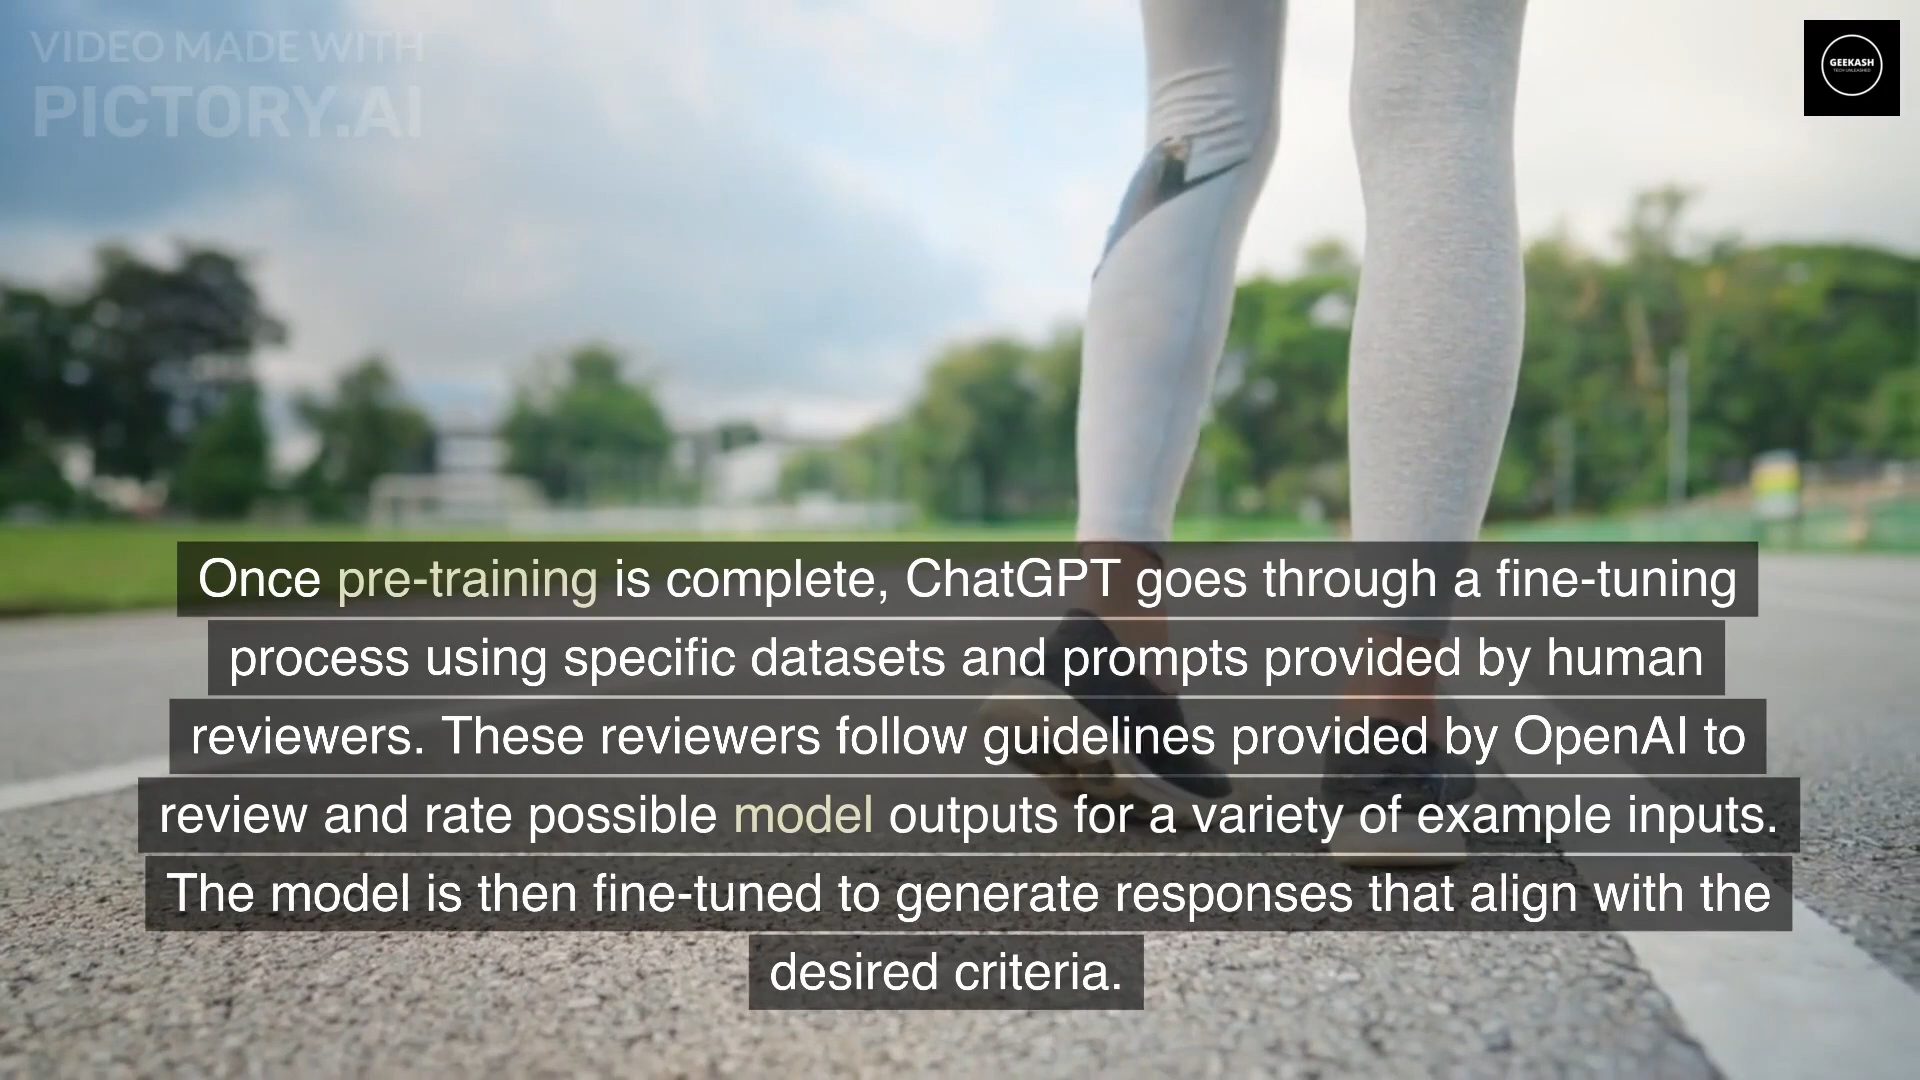 VIDEO MADE WITH
PICTORY.AI
GEEKASH
TECH UNLEASHED
Once pre-training is complete, ChatGPT goes through a fine-tuning
process using specific datasets and prompts provided by human
reviewers. These reviewers follow guidelines provided by OpenAI to
review and rate possible model outputs for a variety of example inputs.
The model is then fine-tuned to generate responses that align with the
desired criteria.